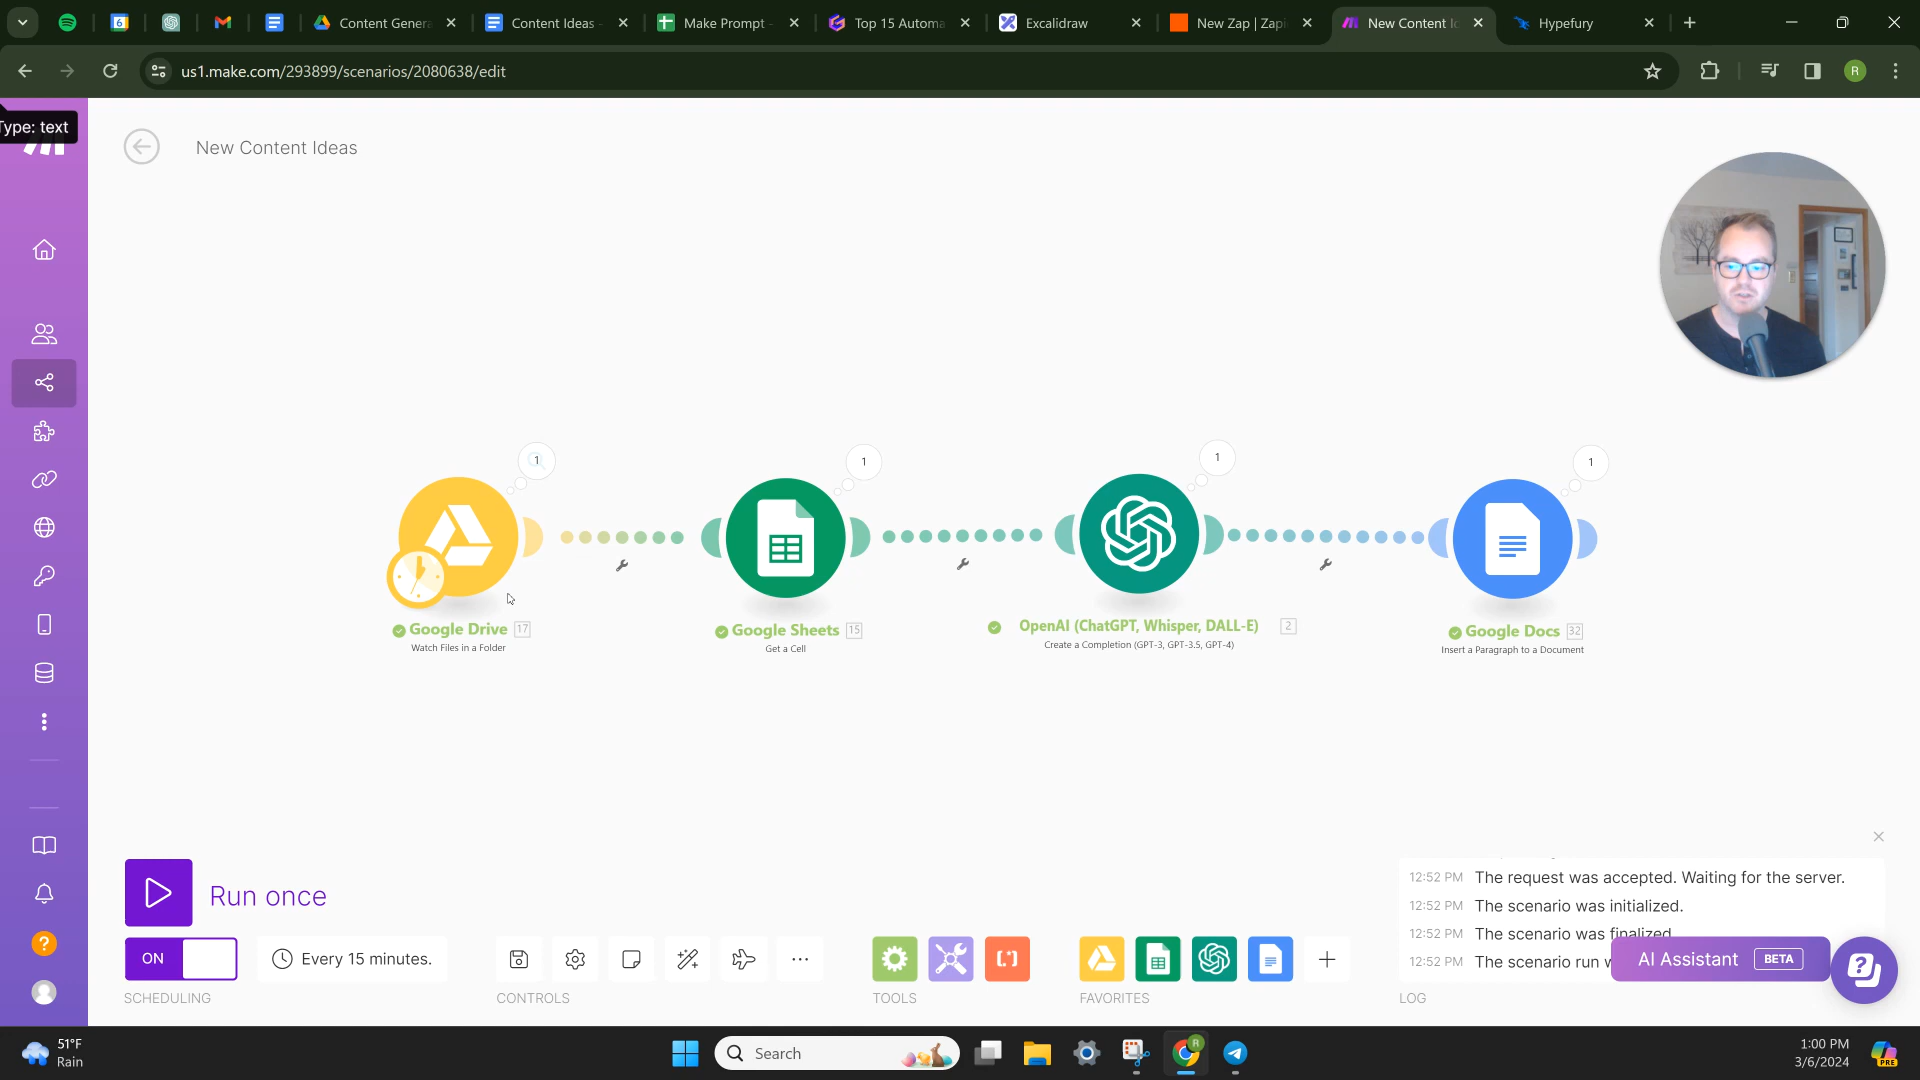 Content Genera
Content Ideas -
Make Prompt -
Top 15 Automa
Excalidraw
New Zap | Zapi
New Content Id
Hypefury
us1.make.com/293899/scenarios/2080638/edit
R
Type: text
New Content Ideas
1
1
1
1
Google Drive 17
Watch Files in a Folder
Google Sheets 15
Get a Cell
OpenAI (ChatGPT, Whisper, DALL-E) 2
Create a Completion (GPT-3, GPT-3.5, GPT-4)
Google Docs 32
Insert a Paragraph to a Document
Run once
ON
Every 15 minutes.
SCHEDULING
CONTROLS
TOOLS
FAVORITES
12:52 PM The request was accepted. Waiting for the server.
12:52 PM The scenario was initialized.
12:52 PM The scenario was finalized.
12:52 PM The scenario run w
AI Assistant BETA
LOG
51°F
Rain
Search
R
1:00 PM
3/6/2024
PRE